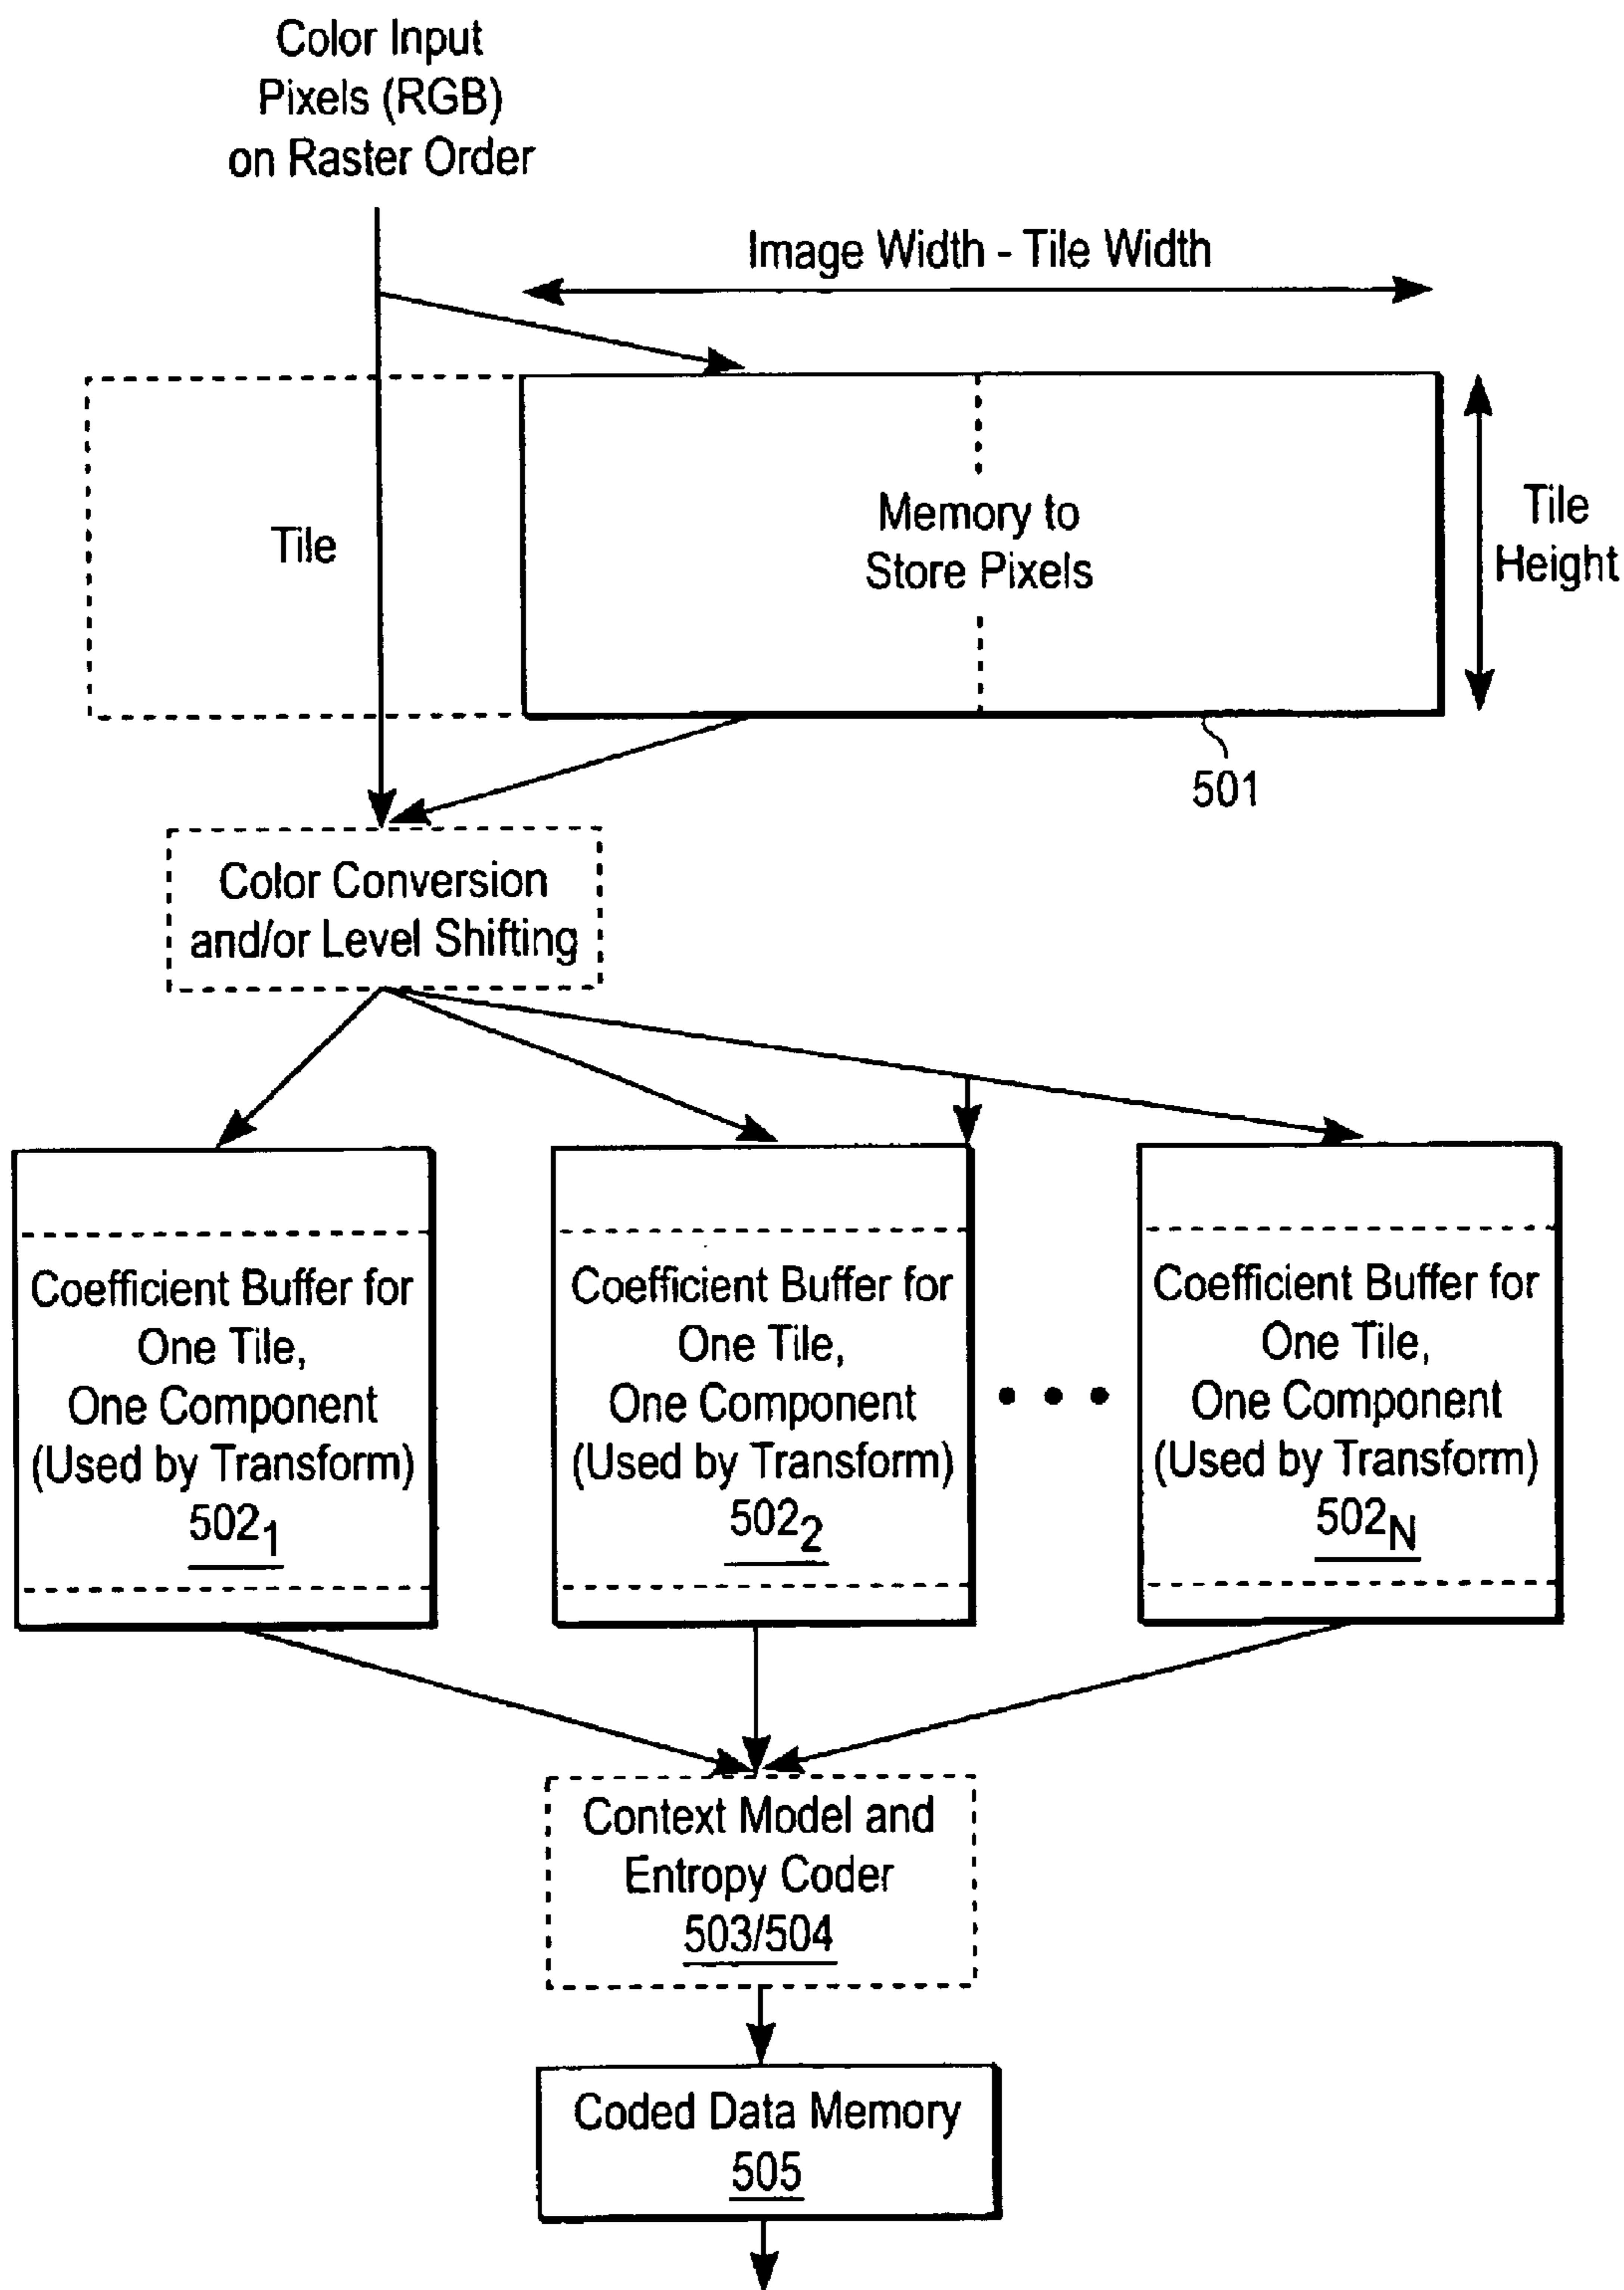 Color Input
Pixels (RGB)
on Raster Order
Image Width - Tile Width
Tile
Memory to
Store Pixels
Tile
Height
501
Color Conversion
and/or Level Shifting
Coefficient Buffer for
One Tile,
One Component
(Used by Transform)
502₁
Coefficient Buffer for
One Tile,
One Component
(Used by Transform)
502₂
• • •
Coefficient Buffer for
One Tile,
One Component
(Used by Transform)
502N
Context Model and
Entropy Coder
503/504
Coded Data Memory
505